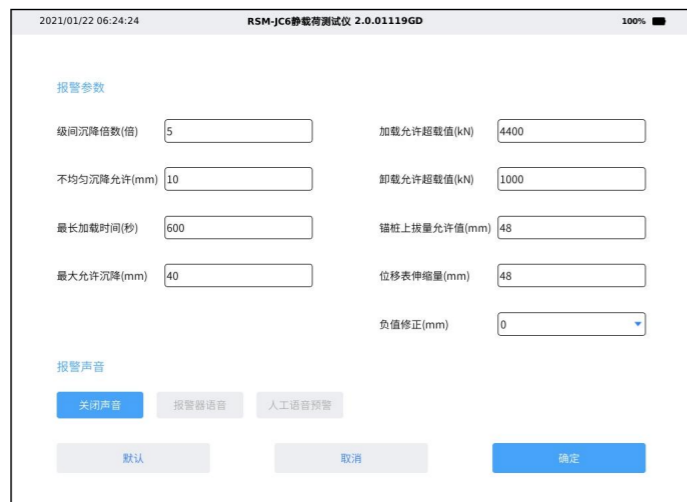 2021/01/22 06:24:24 RSM-JC6静载荷测试仪 2.0.01119GD 100%
报警参数
级间沉降倍数(倍) 5 加载允许超载值(kN) 4400
不均匀沉降允许(mm) 10 卸载允许超载值(kN) 1000
最长加载时间(秒) 600 锚桩上拔量允许值(mm) 48
最大允许沉降(mm) 40 位移表伸缩量(mm) 48
负值修正(mm) 0
报警声音
关闭声音 报警器语音 人工语音预警
默认 取消 确定